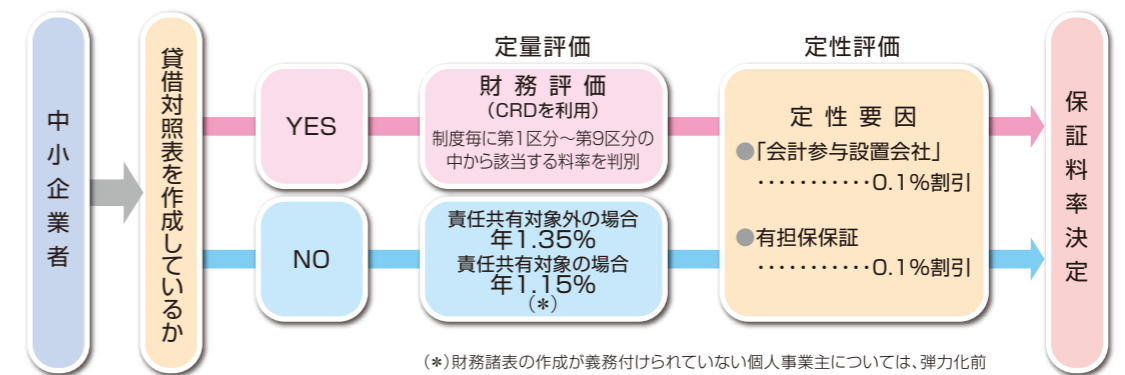 中小企業者
貸借対照表を作成しているか
YES
NO
定量評価
財務評価
(CRDを利用)
制度毎に第1区分～第9区分の
中から該当する料率を判別
責任共有対象外の場合
年1.35%
責任共有対象の場合
年1.15%
(*)
定性評価
定性要因
●「会計参与設置会社」
‥‥‥‥‥‥0.1%割引
●有担保保証
‥‥‥‥‥‥0.1%割引
保証料率決定
(*)財務諸表の作成が義務付けられていない個人事業主については、弾力化前